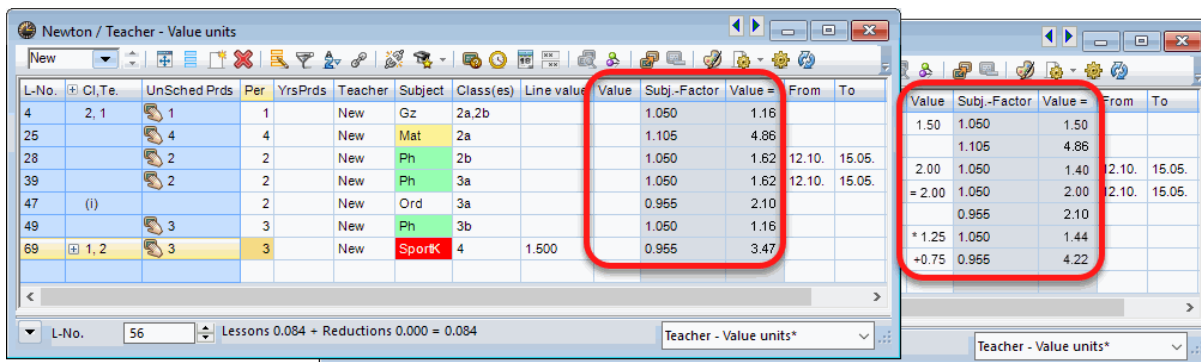 Newton / Teacher - Value units
New
L-No. Cl,Te. UnSched Prds Per YrsPrds Teacher Subject Class(es) Line value Value Subj.-Factor Value = From To
4 2, 1 1 1 New Gz 2a,2b 1.050 1.16
25 4 4 New Mat 2a 1.105 4.86
28 2 2 New Ph 2b 1.050 1.62 12.10. 15.05.
39 2 2 New Ph 3a 1.050 1.62 12.10. 15.05.
47 (i) 2 New Ord 3a 0.955 2.10
49 3 3 New Ph 3b 1.050 1.16
69 1, 2 3 3 New SportK 4 1.500 0.955 3.47
L-No. 56 Lessons 0.084 + Reductions 0.000 = 0.084 Teacher - Value units*
Value Subj.-Factor Value = From To
1.50 1.050 1.50
1.105 4.86
2.00 1.050 1.40 12.10. 15.05.
= 2.00 1.050 2.00 12.10. 15.05.
0.955 2.10
* 1.25 1.050 1.44
+0.75 0.955 4.22
Teacher - Value units*